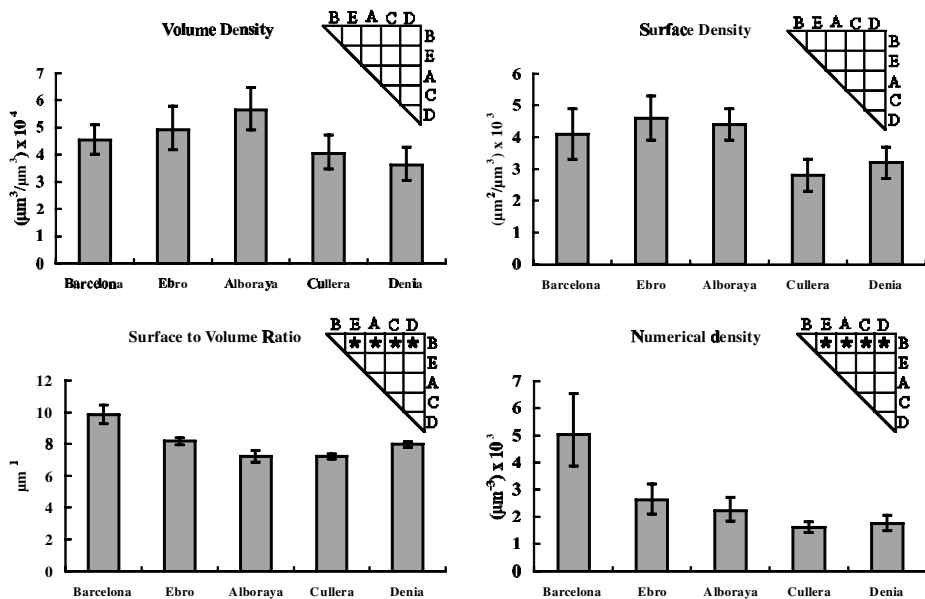 Volume Density
B E A C D
B
E
A
C
D
(µm³/µm³) x 10⁻⁴
7
6
5
4
3
2
1
0
Barcelona Ebro Alboraya Cullera Denia
Surface Density
B E A C D
B
E
A
C
D
(µm²/µm³) x 10³
6
5
4
3
2
1
0
Barcelona Ebro Alboraya Cullera Denia
Surface to Volume Ratio
B E A C D
* * * * B
E
A
C
D
µm¹
12
10
8
6
4
2
0
Barcelona Ebro Alboraya Cullera Denia
Numerical density
B E A C D
* * * * B
E
A
C
D
(µm⁻³) x 10³
7
6
5
4
3
2
1
0
Barcelona Ebro Alboraya Cullera Denia